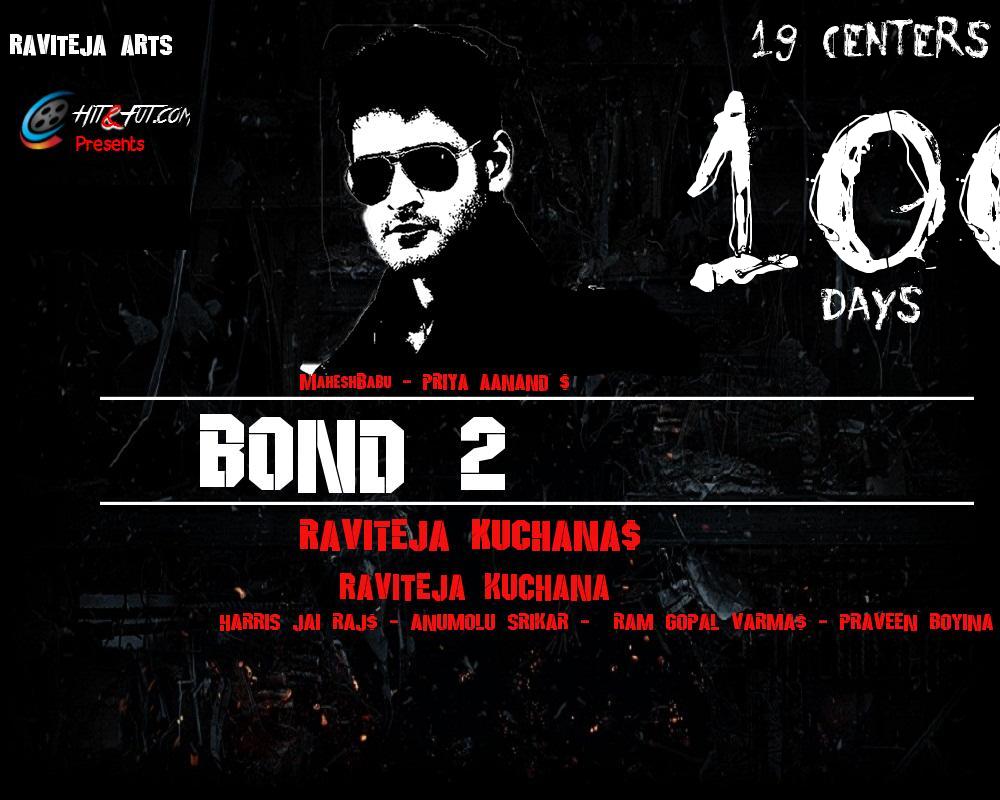 RAVITEJA ARTS
HIT&FUT.COM
Presents
19 CENTERS
100
DAYS
MAHESHBABU - PRIYA AANAND $
BOND 2
RAVITEJA KUCHANA$
RAVITEJA KUCHANA
HARRIS JAI RAJ$ - ANUMOLU SRIKAR - RAM GOPAL VARMA$ - PRAVEEN BOYINA